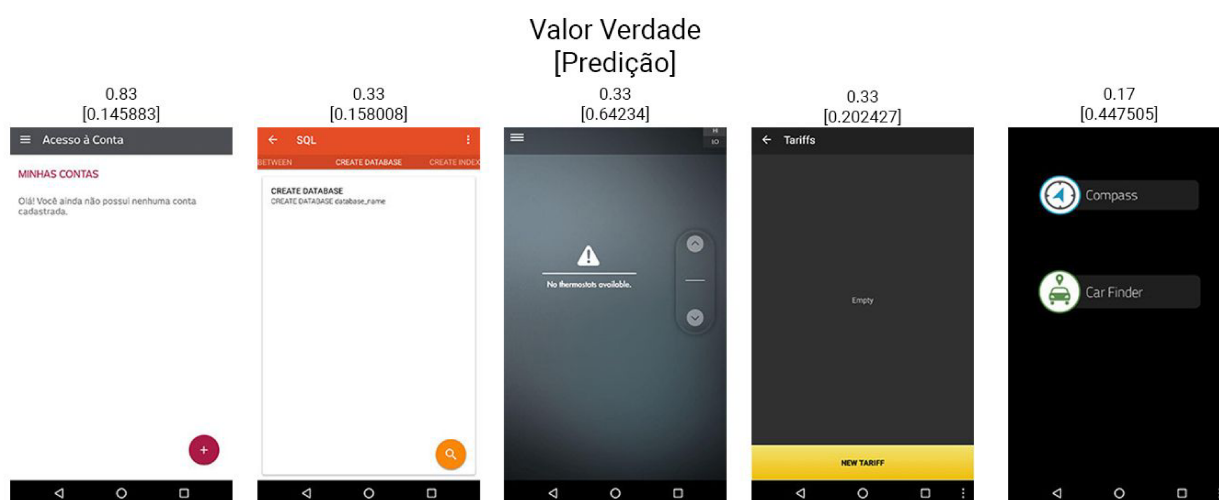 Valor Verdade
[Predição]
0.83
[0.145883]
Acesso à Conta
MINHAS CONTAS
Olá! Você ainda não possui nenhuma conta
cadastrada.
0.33
[0.158008]
SQL
BETWEEN CREATE DATABASE CREATE INDEX
CREATE DATABASE
CREATE DATABASE database_name
0.33
[0.64234]
HI
IO
No thermostats available.
0.33
[0.202427]
Tariffs
Empty
NEW TARIFF
0.17
[0.447505]
Compass
Car Finder